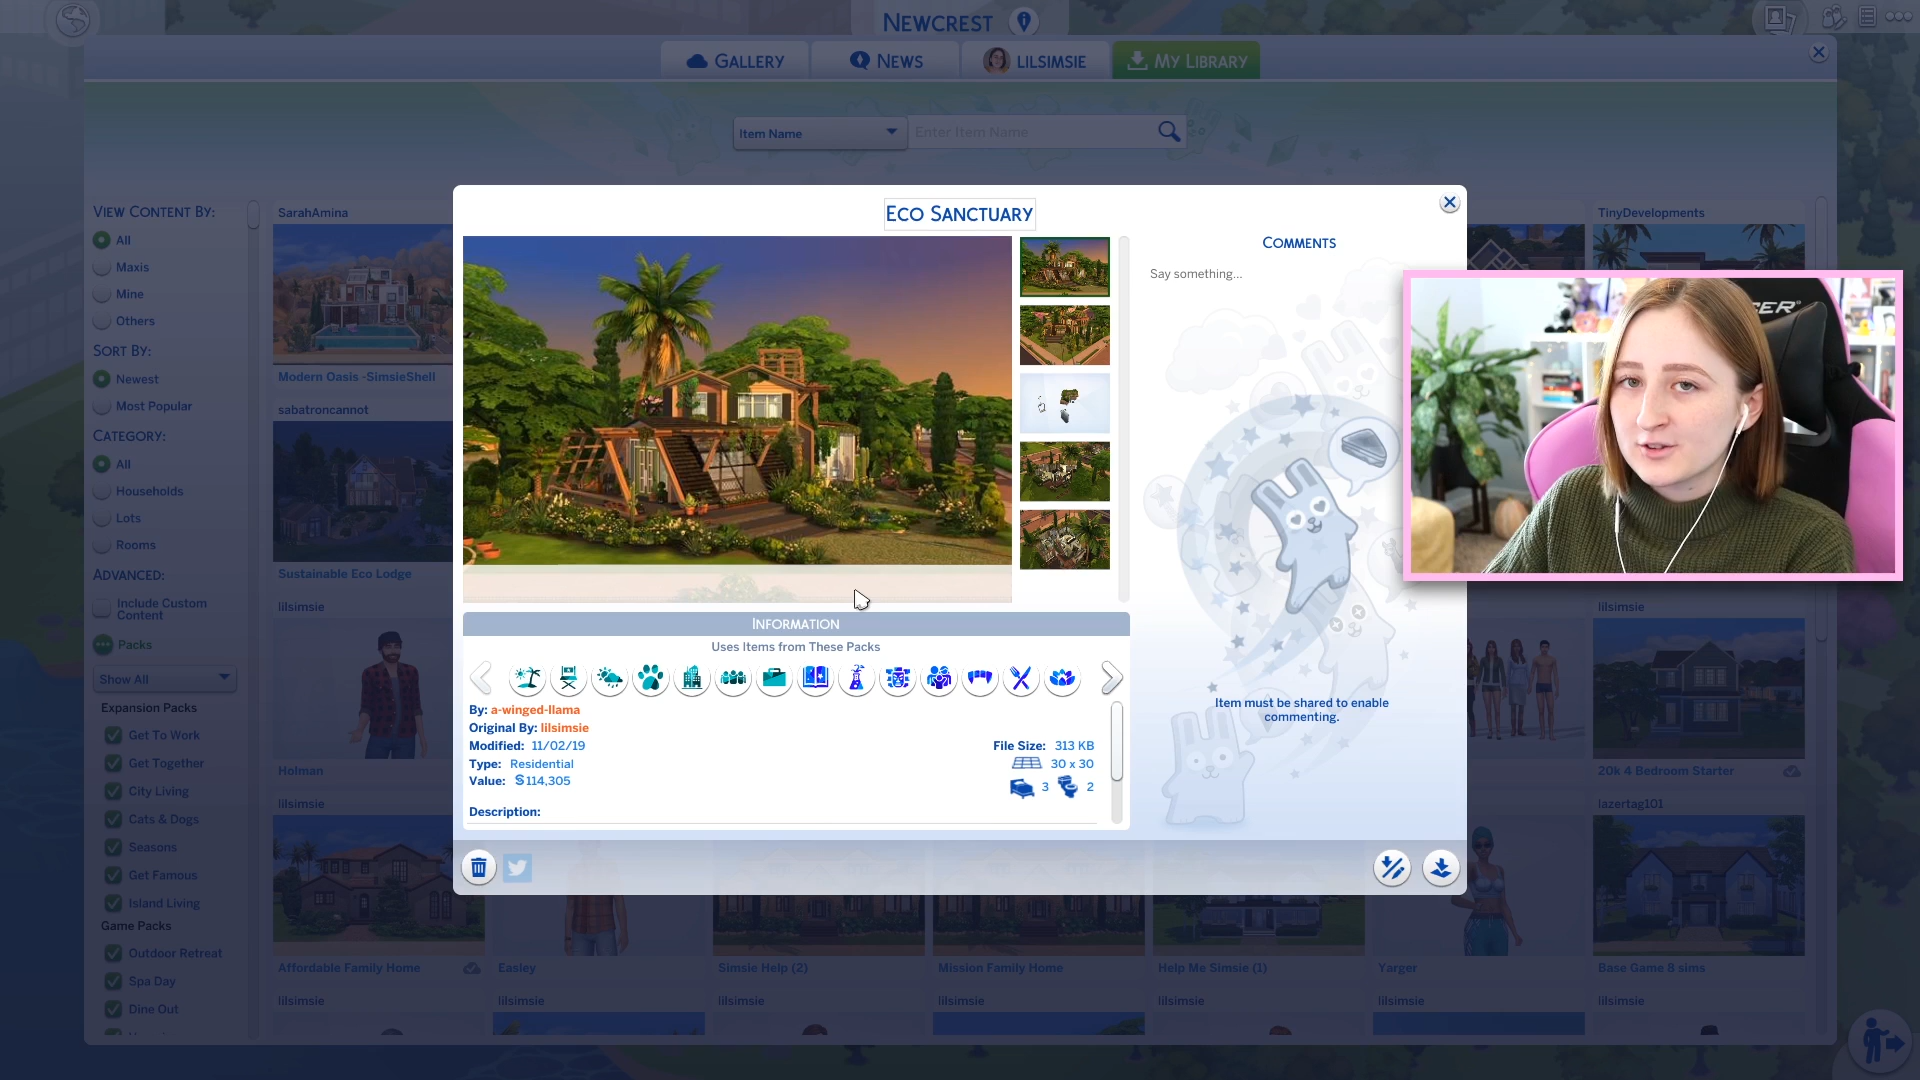 NEWCREST
GALLERY
NEWS
LILSIMSIE
MY LIBRARY
Item Name
Enter Item Name
VIEW CONTENT BY:
All
Maxis
Mine
Others
SORT BY:
Newest
Most Popular
CATEGORY:
All
Households
Lots
Rooms
ADVANCED:
Include Custom
Content
Packs
Show All
Expansion Packs
Get To Work
Get Together
City Living
Cats & Dogs
Seasons
Get Famous
Island Living
Game Packs
Outdoor Retreat
Spa Day
Dine Out
SarahAmina
Modern Oasis -SimsieShell
sabatroncannot
Sustainable Eco Lodge
lilsimsie
Holman
lilsimsie
Affordable Family Home
lilsimsie
ECO SANCTUARY
INFORMATION
Uses Items from These Packs
By: a-winged-llama
Original By: lilsimsie
Modified: 11/02/19
Type: Residential
Value: §114,305
File Size: 313 KB
30 x 30
3
2
Description:
COMMENTS
Say something...
Item must be shared to enable
commenting.
TinyDevelopments
lilsimsie
20k 4 Bedroom Starter
lazertag101
Easley
Simsie Help (2)
Mission Family Home
Help Me Simsie (1)
Yarger
Base Game 8 sims
lilsimsie
lilsimsie
lilsimsie
lilsimsie
lilsimsie
lilsimsie